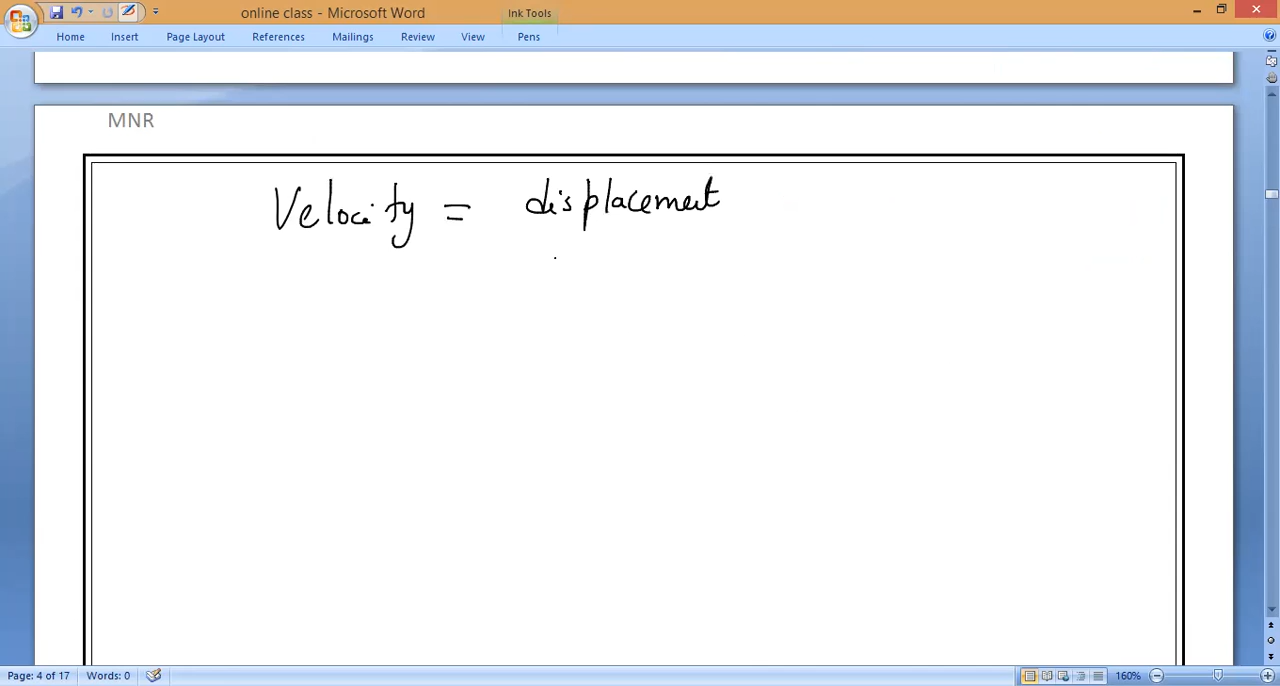 online class - Microsoft Word
Ink Tools
Home Insert Page Layout References Mailings Review View Pens
MNR
Velocity = displacement
Page: 4 of 17 Words: 0 160%